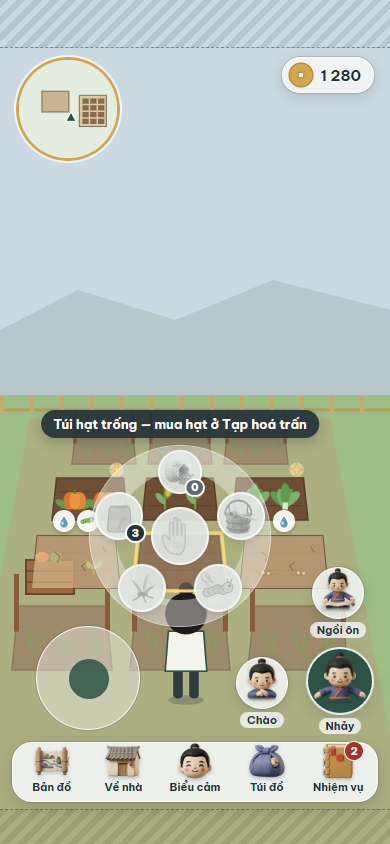 1 280
Túi hạt trống — mua hạt ở Tạp hoá trấn
0
3
Ngồi ôn
Chào
Nhảy
2
Bản đồ
Về nhà
Biểu cảm
Túi đồ
Nhiệm vụ